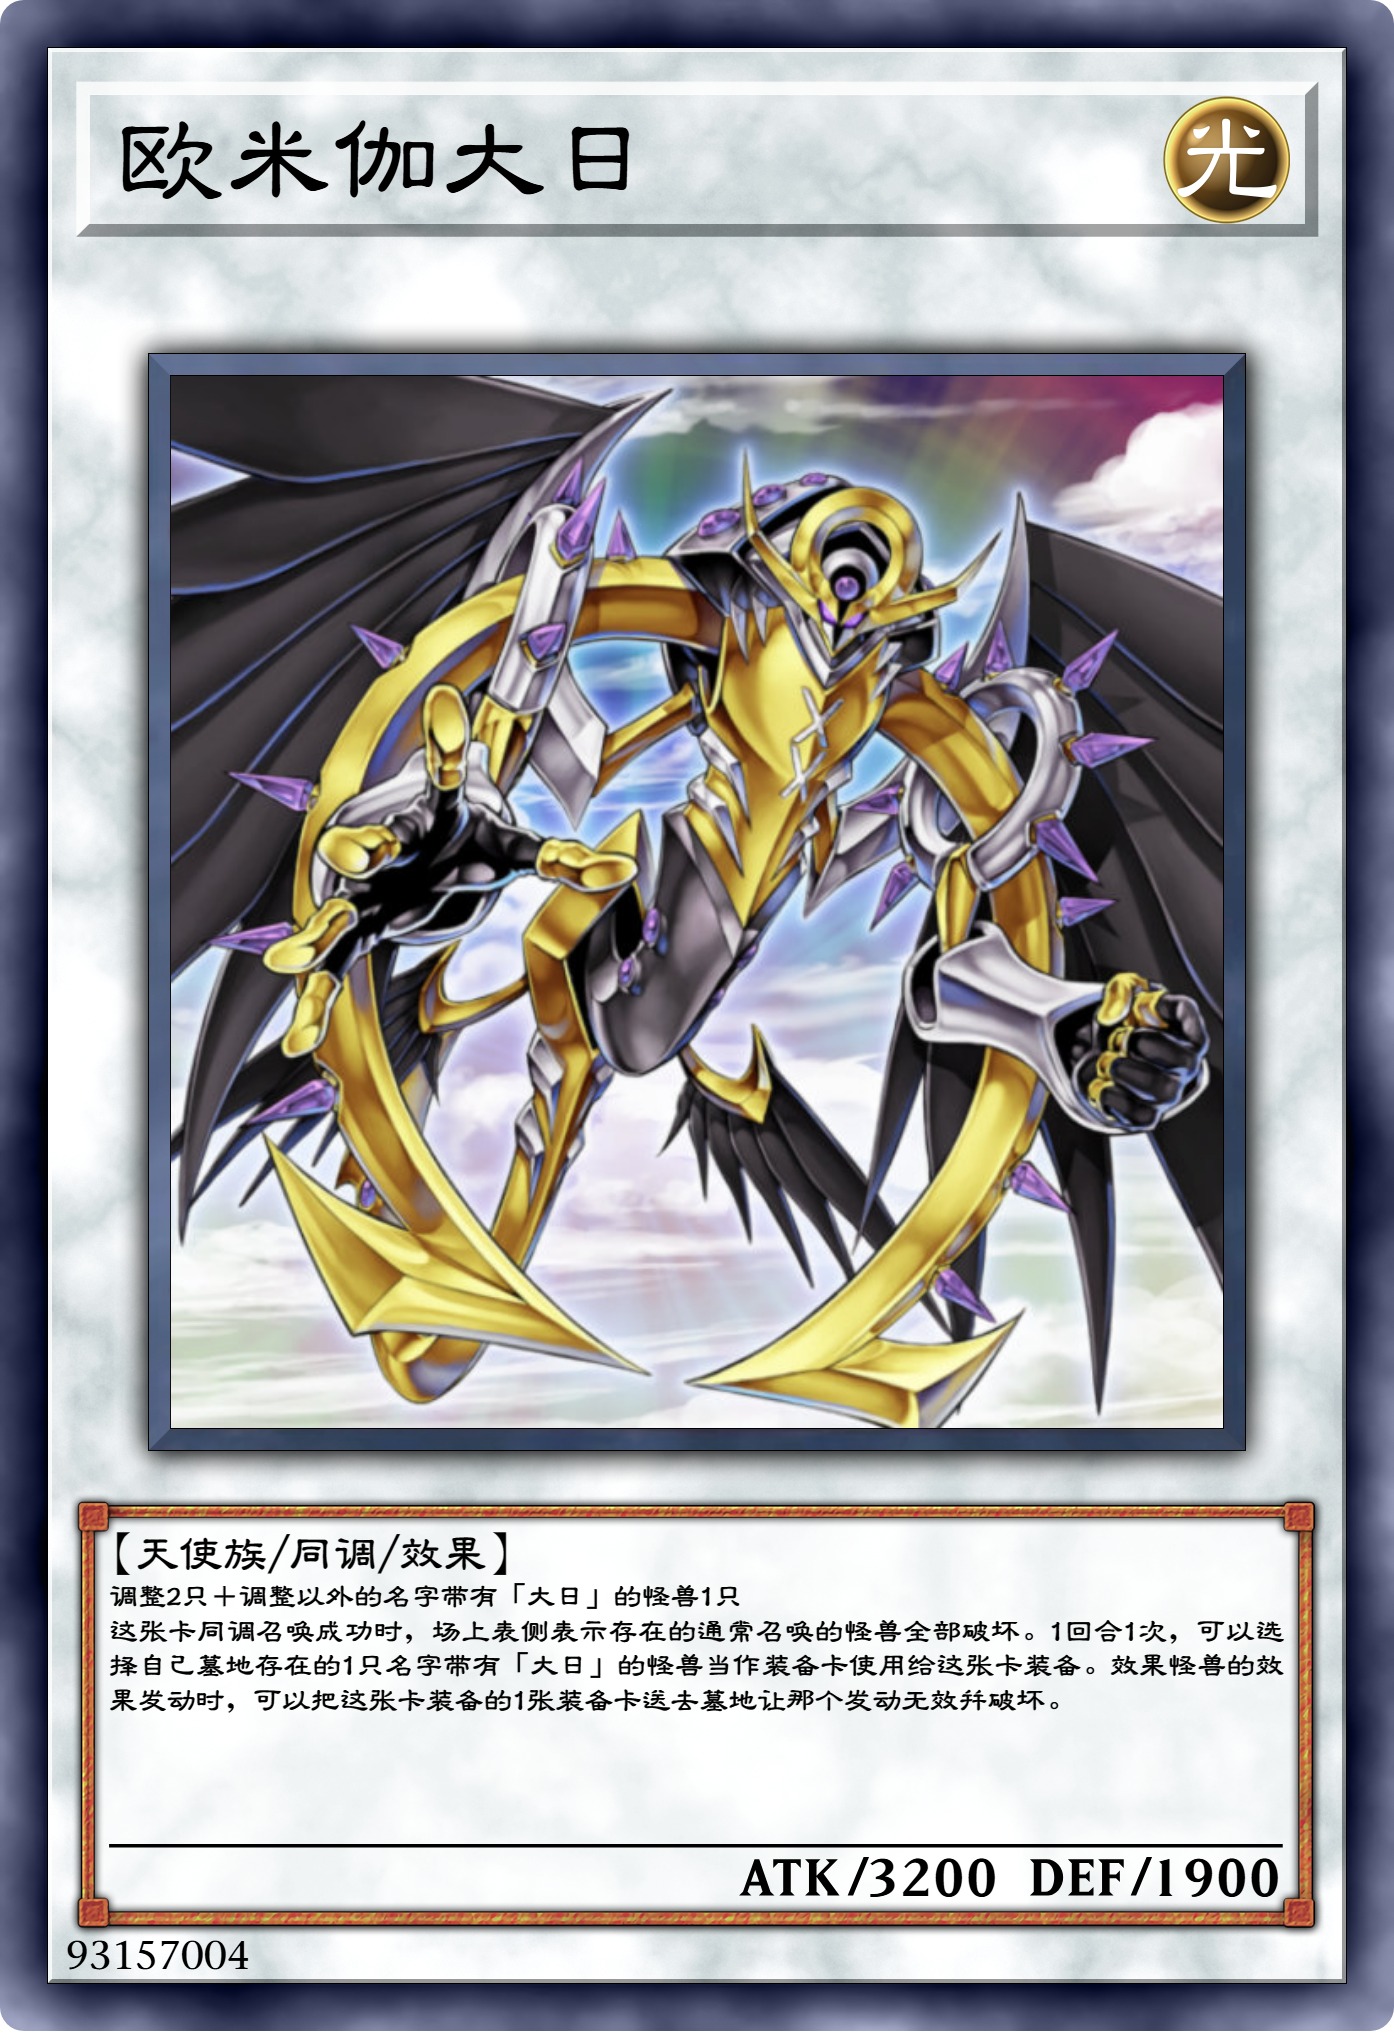 欧米伽大日
光
【天使族/同调/效果】
调整2只＋调整以外的名字带有「大日」的怪兽1只
这张卡同调召唤成功时，场上表侧表示存在的通常召唤的怪兽全部破坏。1回合1次，可以选
择自己墓地存在的1只名字带有「大日」的怪兽当作装备卡使用给这张卡装备。效果怪兽的效
果发动时，可以把这张卡装备的1张装备卡送去墓地让那个发动无效并破坏。
ATK/3200 DEF/1900
93157004